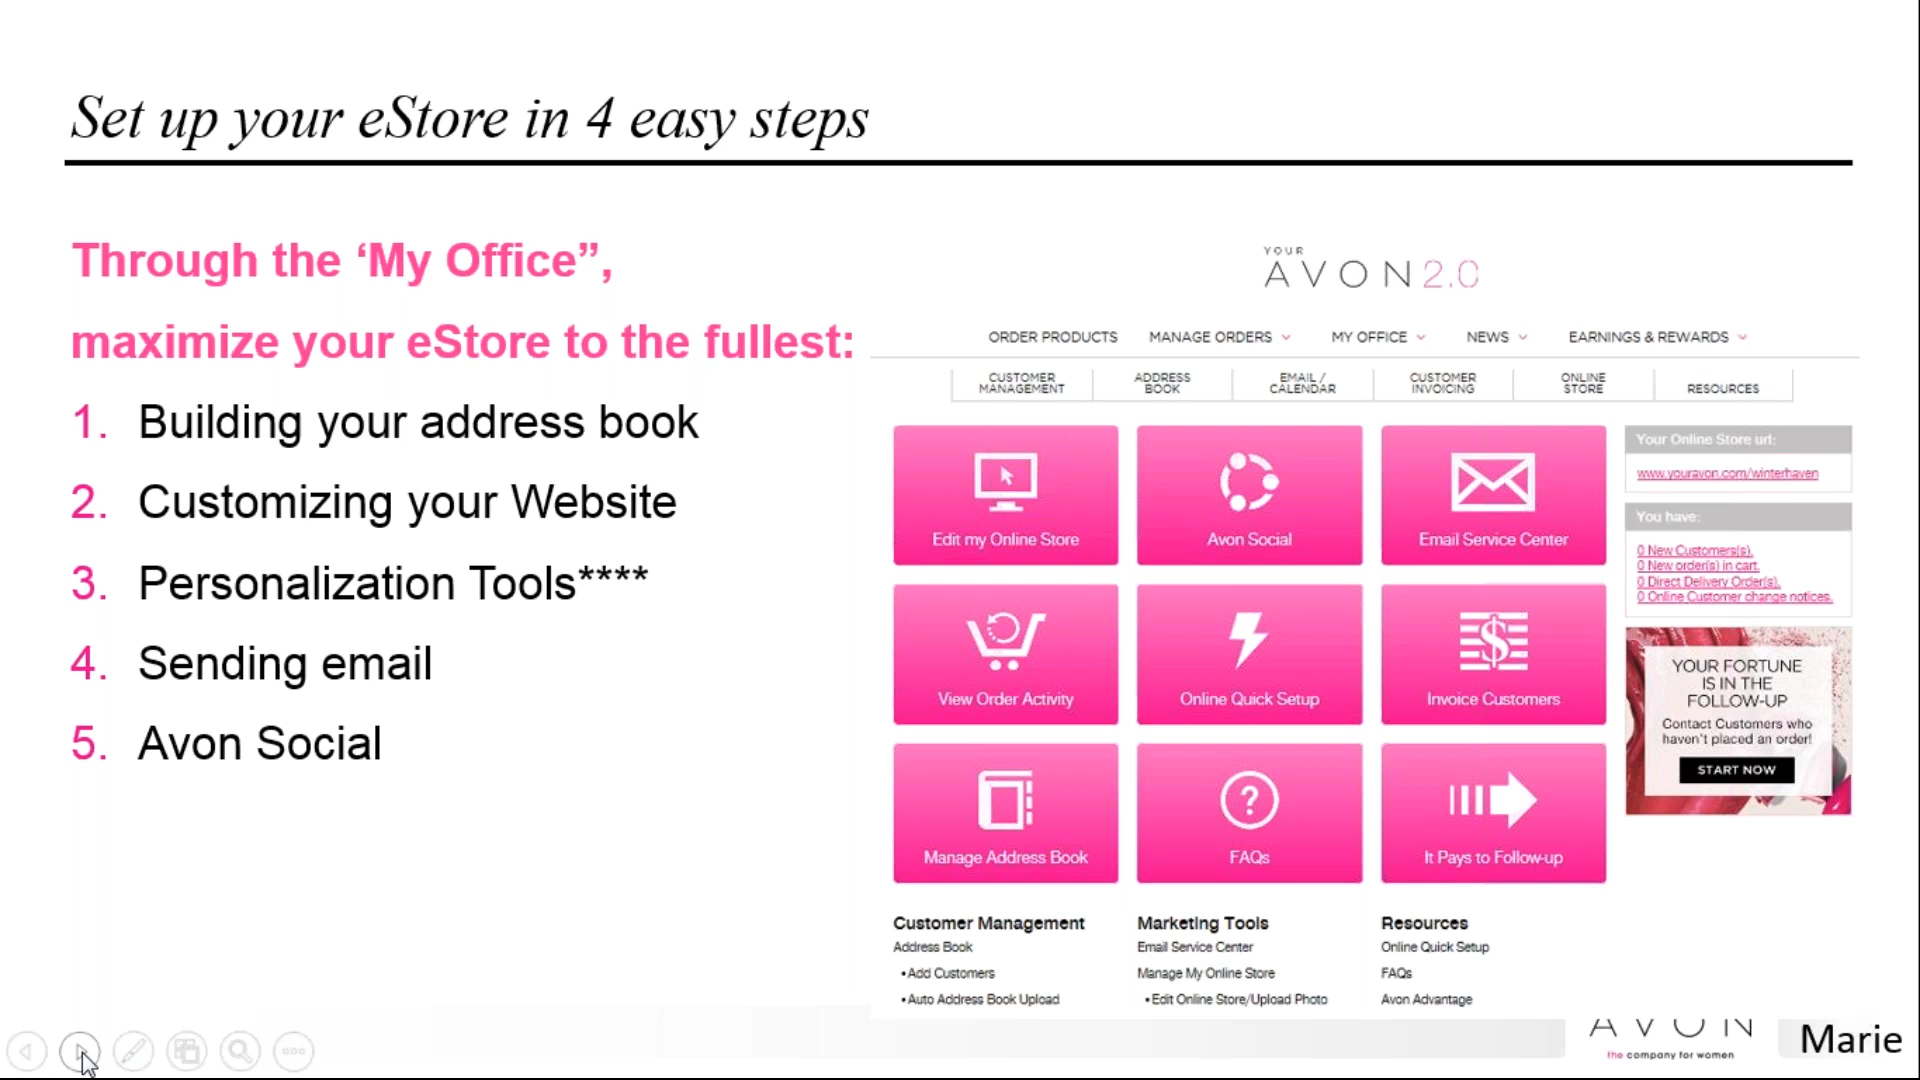 Set up your eStore in 4 easy steps
Through the ‘My Office”,
maximize your eStore to the fullest:
1. Building your address book
2. Customizing your Website
3. Personalization Tools****
4. Sending email
5. Avon Social
YOUR
AVON2.0
ORDER PRODUCTS MANAGE ORDERS MY OFFICE NEWS EARNINGS & REWARDS
CUSTOMER MANAGEMENT
ADDRESS BOOK
EMAIL / CALENDAR
CUSTOMER INVOICING
ONLINE STORE
RESOURCES
Edit my Online Store
Avon Social
Email Service Center
View Order Activity
Online Quick Setup
Invoice Customers
Manage Address Book
FAQs
It Pays to Follow-up
Your Online Store url:
www.youravon.com/winterhaven
You have:
0 New Customers(s).
0 New order(s) in cart.
0 Direct Delivery Order(s).
0 Online Customer change notices.
YOUR FORTUNE
IS IN THE
FOLLOW-UP
Contact Customers who
haven't placed an order!
START NOW
Customer Management
Address Book
•Add Customers
•Auto Address Book Upload
Marketing Tools
Email Service Center
Manage My Online Store
•Edit Online Store/Upload Photo
Resources
Online Quick Setup
FAQs
Avon Advantage
AVON
the company for women
Marie